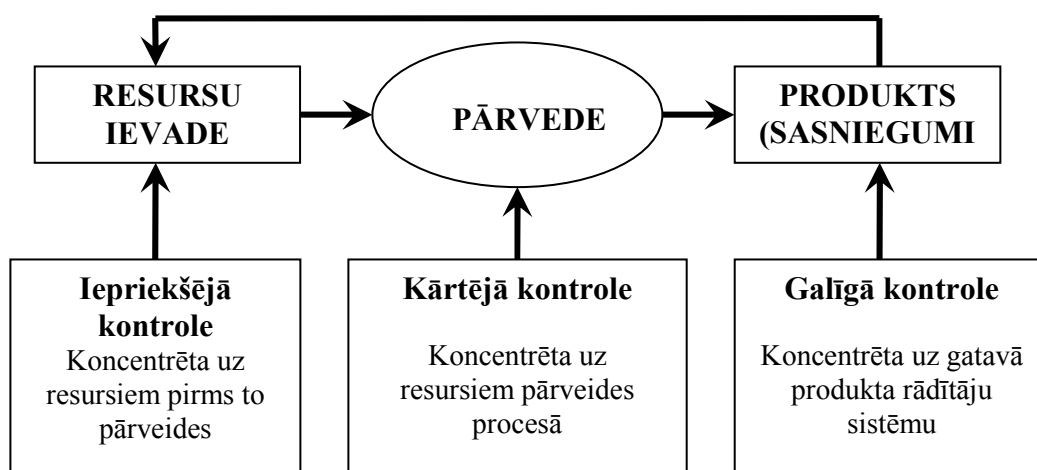 RESURSU
IEVADE
PĀRVEDE
PRODUKTS
(SASNIEGUMI
Iepriekšējā
kontrole
Koncentrēta uz
resursiem pirms to
pārveides
Kārtējā kontrole
Koncentrēta uz
resursiem pārveides
procesā
Galīgā kontrole
Koncentrēta uz gatavā
produkta rādītāju
sistēmu